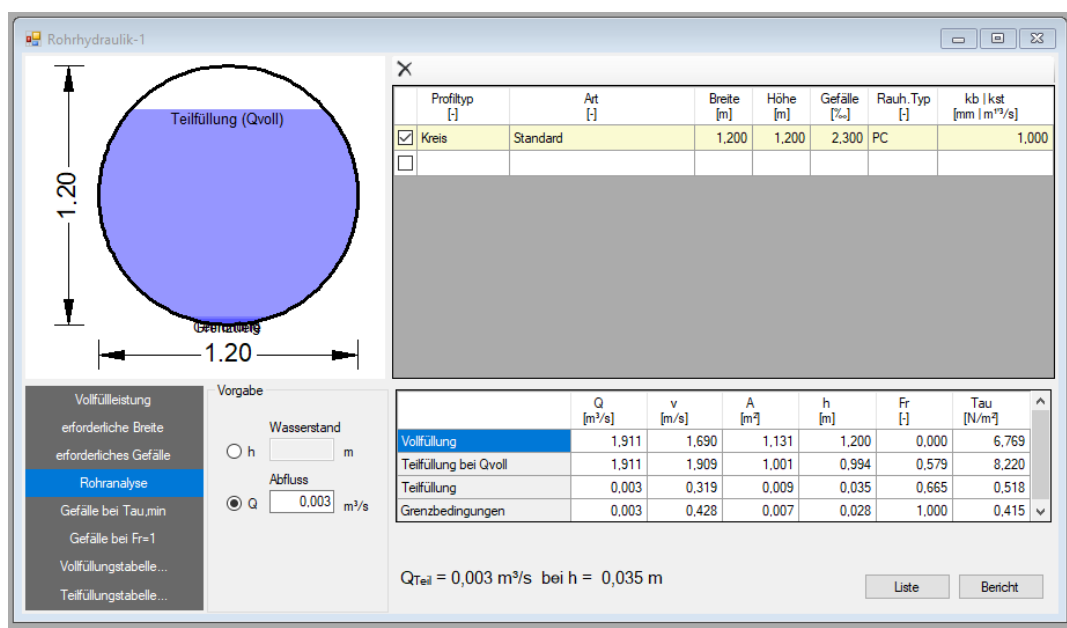 Rohrhydraulik-1
Teilfüllung (Qvoll)
1.20
1.20
Profiltyp Art Breite Höhe Gefälle Rauh.Typ kb | kst
[-] [-] [m] [m] [‰] [-] [mm | m¹'³/s]
Kreis Standard 1,200 1,200 2,300 PC 1,000
Vollfülleistung
erforderliche Breite
erforderliches Gefälle
Rohranalyse
Gefälle bei Tau,min
Gefälle bei Fr=1
Vollfüllungstabelle...
Teilfüllungstabelle...
Vorgabe
Wasserstand
h m
Abfluss
Q 0,003 m³/s
Q v A h Fr Tau
[m³/s] [m/s] [m²] [m] [-] [N/m²]
Vollfüllung 1,911 1,690 1,131 1,200 0,000 6,769
Teilfüllung bei Qvoll 1,911 1,909 1,001 0,994 0,579 8,220
Teilfüllung 0,003 0,319 0,009 0,035 0,665 0,518
Grenzbedingungen 0,003 0,428 0,007 0,028 1,000 0,415
QTeil = 0,003 m³/s bei h = 0,035 m
Liste Bericht